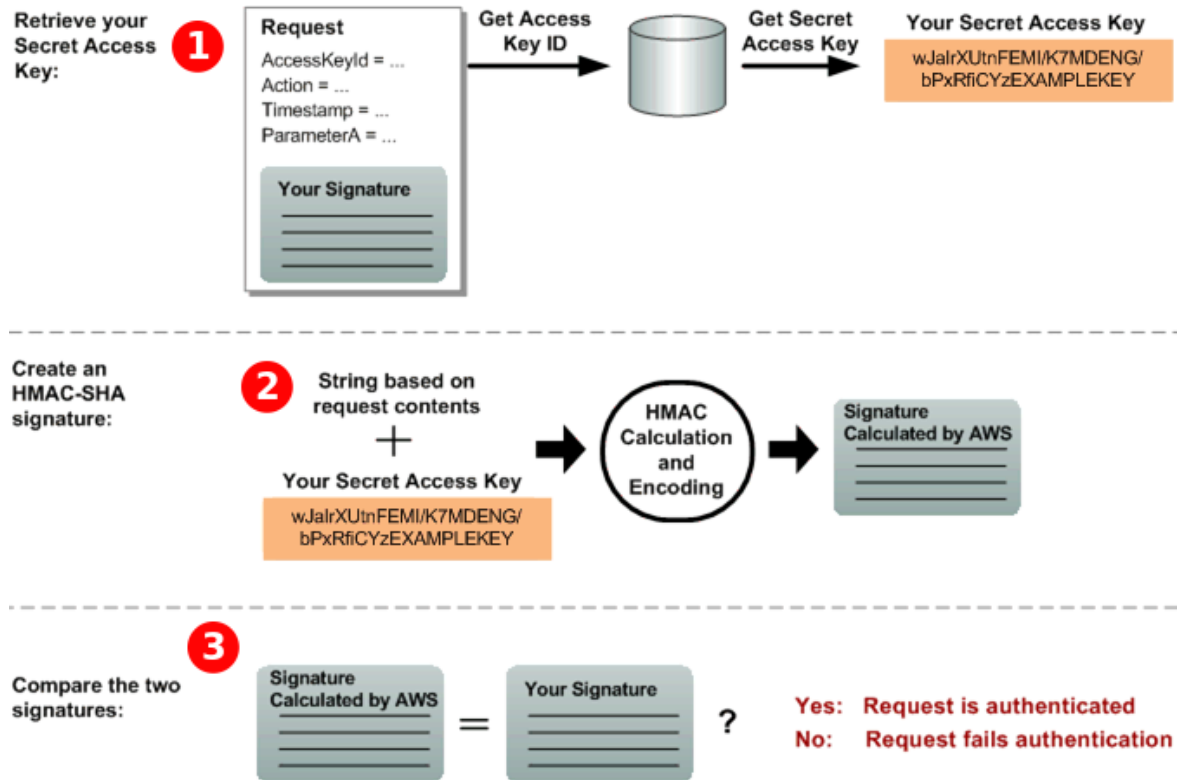 Retrieve your
Secret Access
Key:
1
Request
AccessKeyId = ...
Action = ...
Timestamp = ...
ParameterA = ...
Your Signature
Get Access
Key ID
Get Secret
Access Key
Your Secret Access Key
wJalrXUtnFEMI/K7MDENG/
bPxRfiCYzEXAMPLEKEY
Create an
HMAC-SHA
signature:
2
String based on
request contents
+
Your Secret Access Key
wJalrXUtnFEMI/K7MDENG/
bPxRfiCYzEXAMPLEKEY
HMAC
Calculation
and
Encoding
Signature
Calculated by AWS
3
Compare the two
signatures:
Signature
Calculated by AWS
=
Your Signature
?
Yes: Request is authenticated
No: Request fails authentication